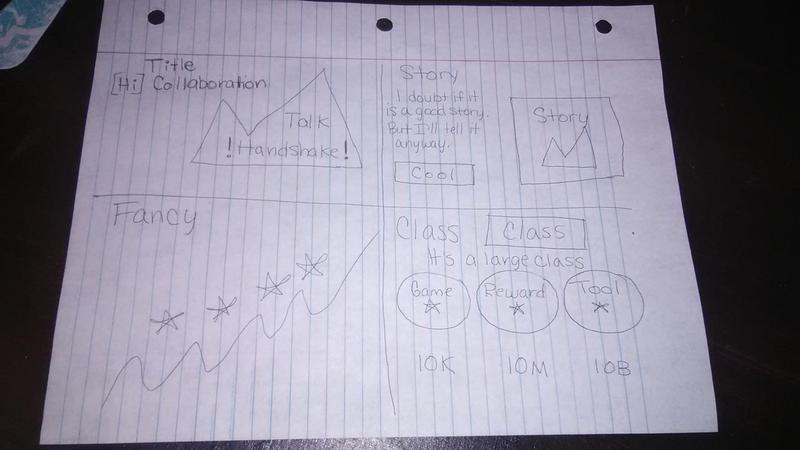 Title
[Hi] Collaboration
Talk
!Handshake!
Story
I doubt if it
is a good story.
But I'll tell it
anyway.
Cool
Story
Fancy
Class
Class
It's a large class
Game
Reward
Tool
10K
10M
10B